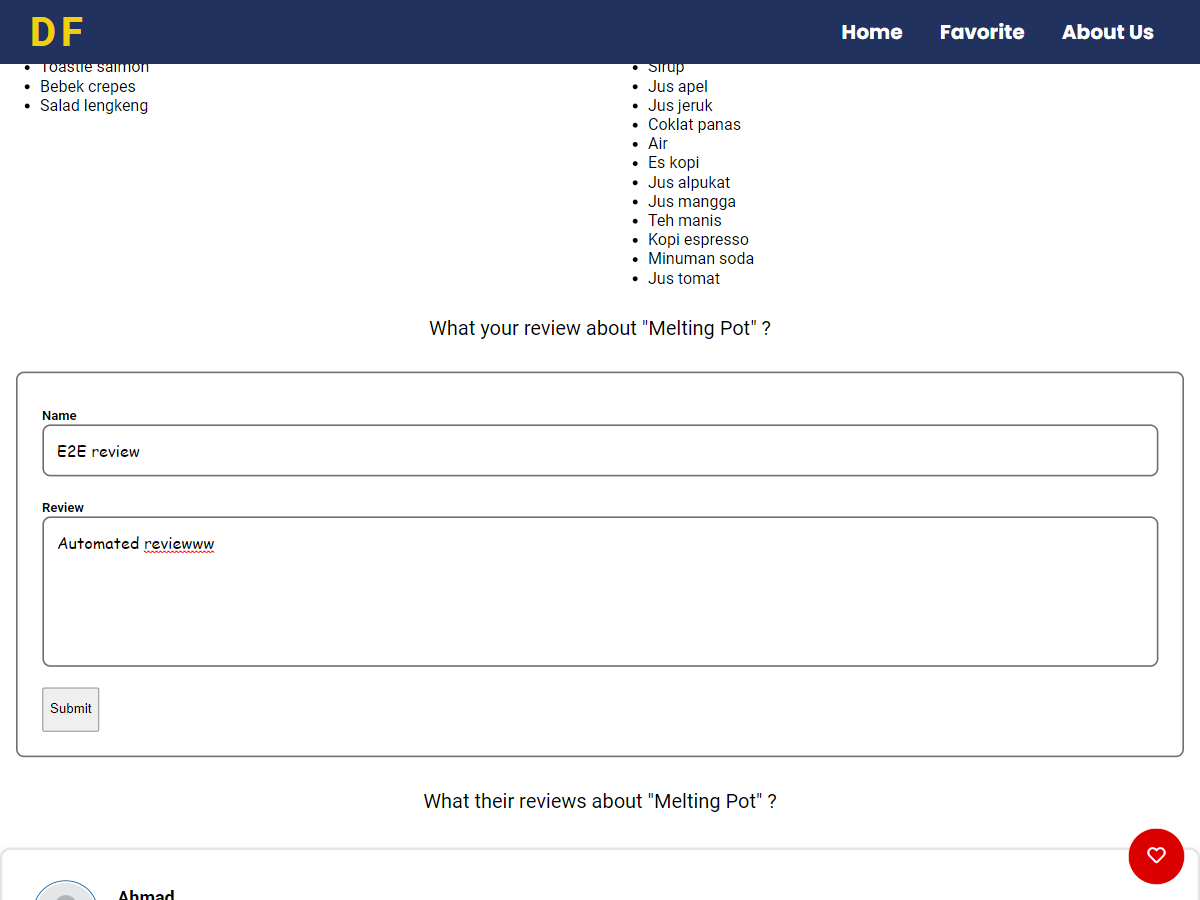 DF
Home Favorite About Us
Toastie salmon
Bebek crepes
Salad lengkeng
Sirup
Jus apel
Jus jeruk
Coklat panas
Air
Es kopi
Jus alpukat
Jus mangga
Teh manis
Kopi espresso
Minuman soda
Jus tomat
What your review about "Melting Pot" ?
Name
E2E review
Review
Automated reviewww
Submit
What their reviews about "Melting Pot" ?
Ahmad